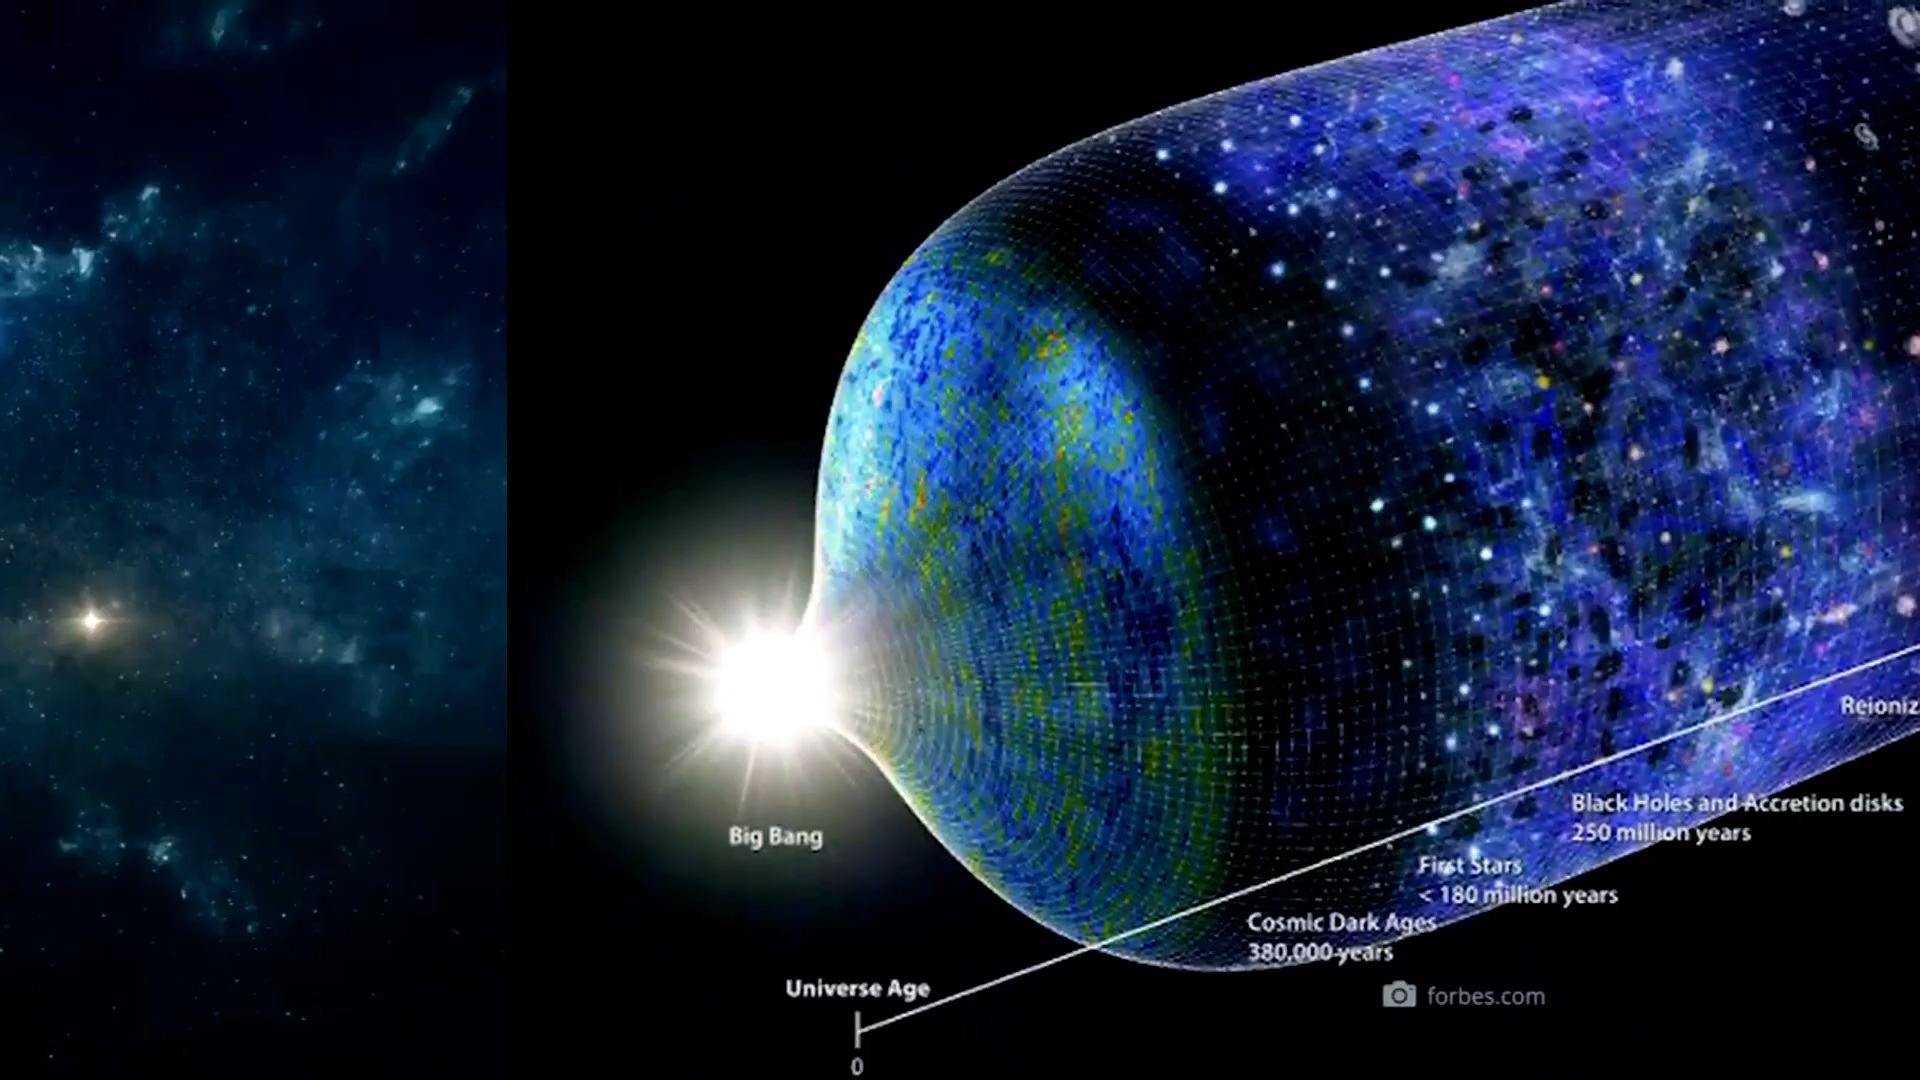 Reioniz
Black Holes and Accretion disks
250 million years
First Stars
< 180 million years
Cosmic Dark Ages
380,000 years
Big Bang
Universe Age
0
forbes.com